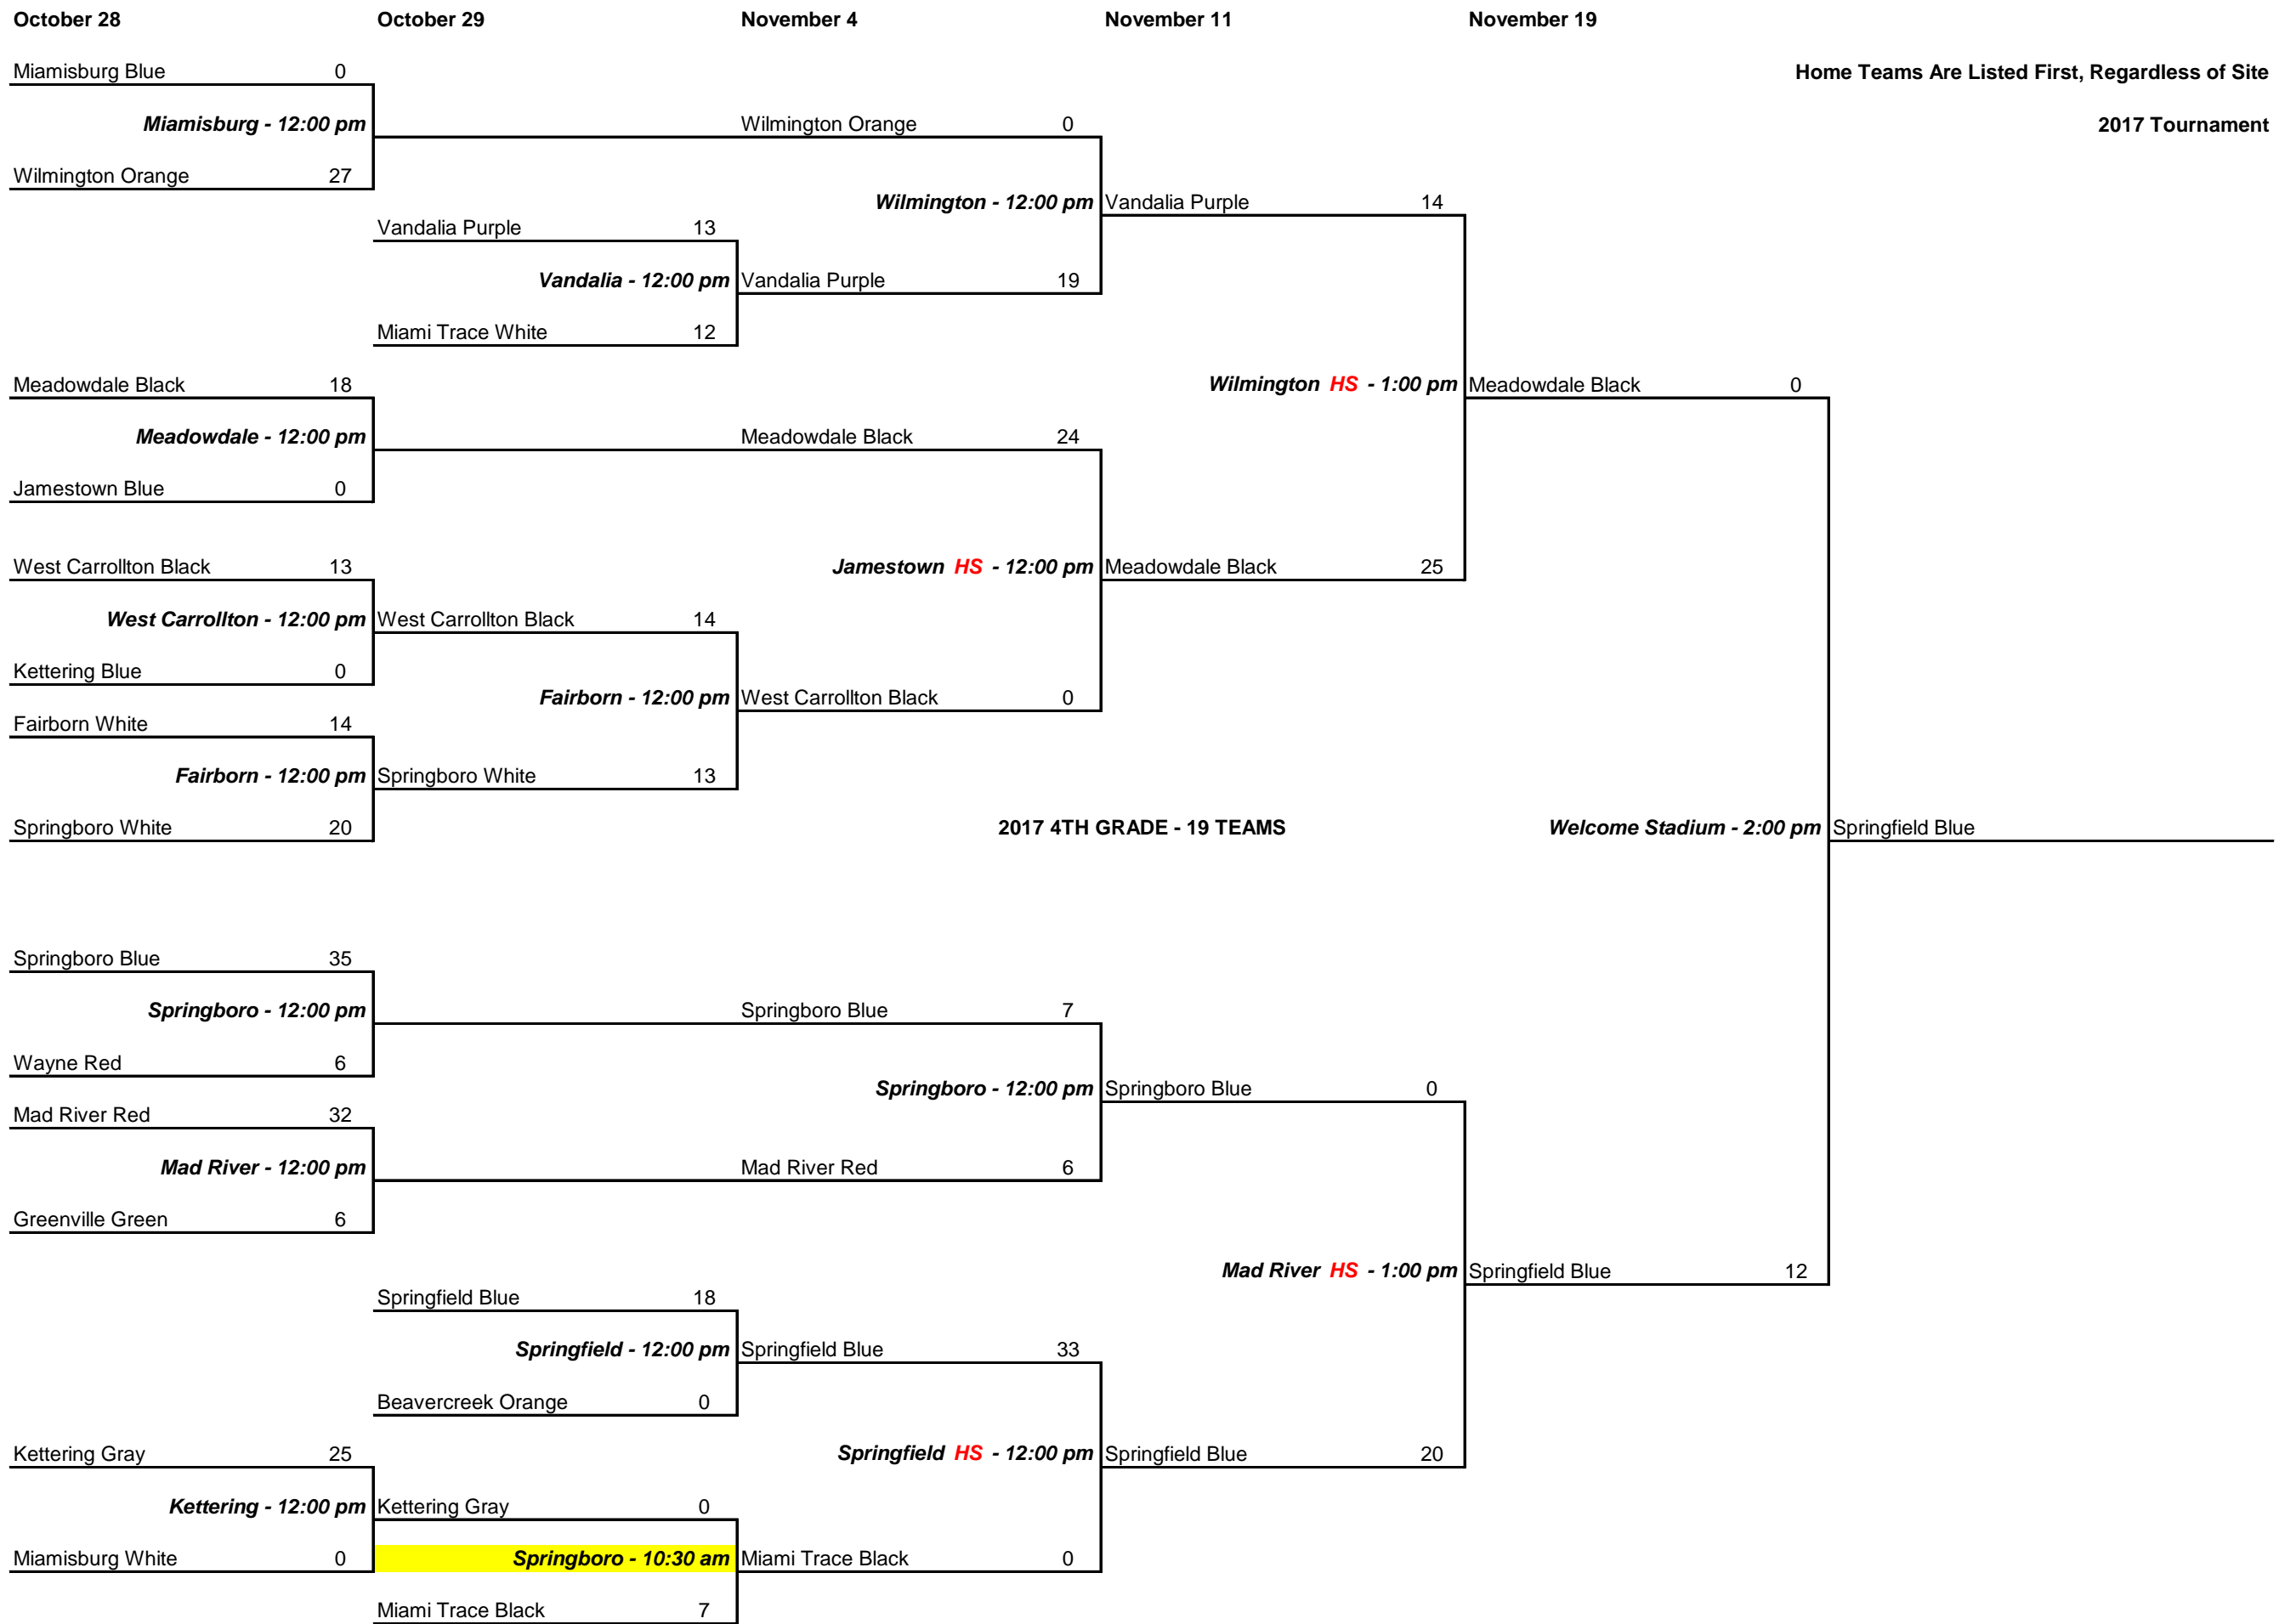 October 28 October 29 November 4 November 11 November 19
Miamisburg Blue 0 Home Teams Are Listed First, Regardless of Site
Miamisburg - 12:00 pm Wilmington Orange 0 2017 Tournament
Wilmington Orange 27
Wilmington - 12:00 pm Vandalia Purple 14
Vandalia Purple 13
Vandalia - 12:00 pm Vandalia Purple 19
Miami Trace White 12
Meadowdale Black 18 Wilmington HS - 1:00 pm Meadowdale Black 0
Meadowdale - 12:00 pm Meadowdale Black 24
Jamestown Blue 0
West Carrollton Black 13 Jamestown HS - 12:00 pm Meadowdale Black 25
West Carrollton - 12:00 pm West Carrollton Black 14
Kettering Blue 0
Fairborn - 12:00 pm West Carrollton Black 0
Fairborn White 14
Fairborn - 12:00 pm Springboro White 13
Springboro White 20 2017 4TH GRADE - 19 TEAMS Welcome Stadium - 2:00 pm Springfield Blue
Springboro Blue 35
Springboro - 12:00 pm Springboro Blue 7
Wayne Red 6
Springboro - 12:00 pm Springboro Blue 0
Mad River Red 32
Mad River - 12:00 pm Mad River Red 6
Greenville Green 6
Mad River HS - 1:00 pm Springfield Blue 12
Springfield Blue 18
Springfield - 12:00 pm Springfield Blue 33
Beavercreek Orange 0
Kettering Gray 25 Springfield HS - 12:00 pm Springfield Blue 20
Kettering - 12:00 pm Kettering Gray 0
Miamisburg White 0 Springboro - 10:30 am Miami Trace Black 0
Miami Trace Black 7